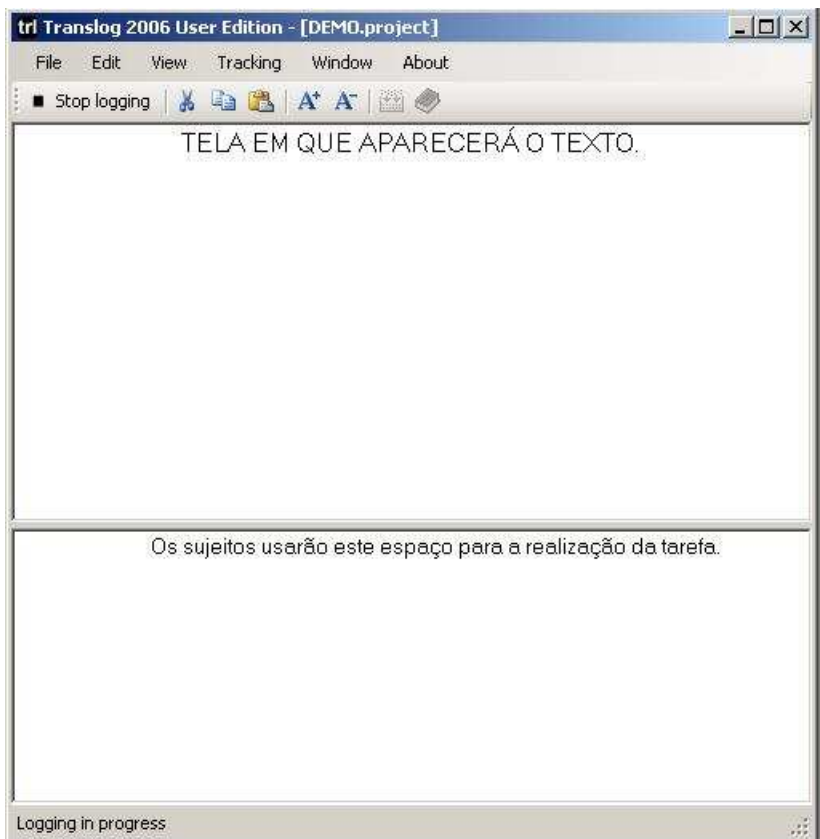 trl Translog 2006 User Edition - [DEMO.project]
File Edit View Tracking Window About
Stop logging A+ A-
TELA EM QUE APARECERÁ O TEXTO.
Os sujeitos usarão este espaço para a realização da tarefa.
Logging in progress